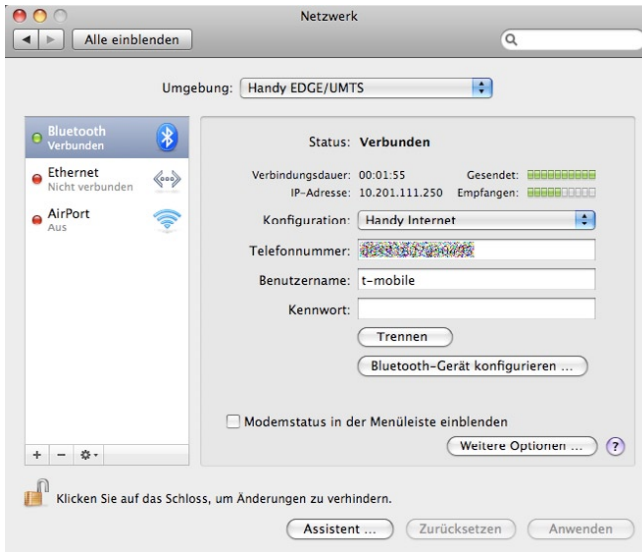 Netzwerk
Alle einblenden
Umgebung: Handy EDGE/UMTS
Bluetooth
Verbunden
Ethernet
Nicht verbunden
AirPort
Aus
Status: Verbunden
Verbindungsdauer: 00:01:55 Gesendet:
IP-Adresse: 10.201.111.250 Empfangen:
Konfiguration: Handy Internet
Telefonnummer:
Benutzername: t-mobile
Kennwort:
Trennen
Bluetooth-Gerät konfigurieren ...
Modemstatus in der Menüleiste einblenden
Weitere Optionen ... ?
Klicken Sie auf das Schloss, um Änderungen zu verhindern.
Assistent ... Zurücksetzen Anwenden